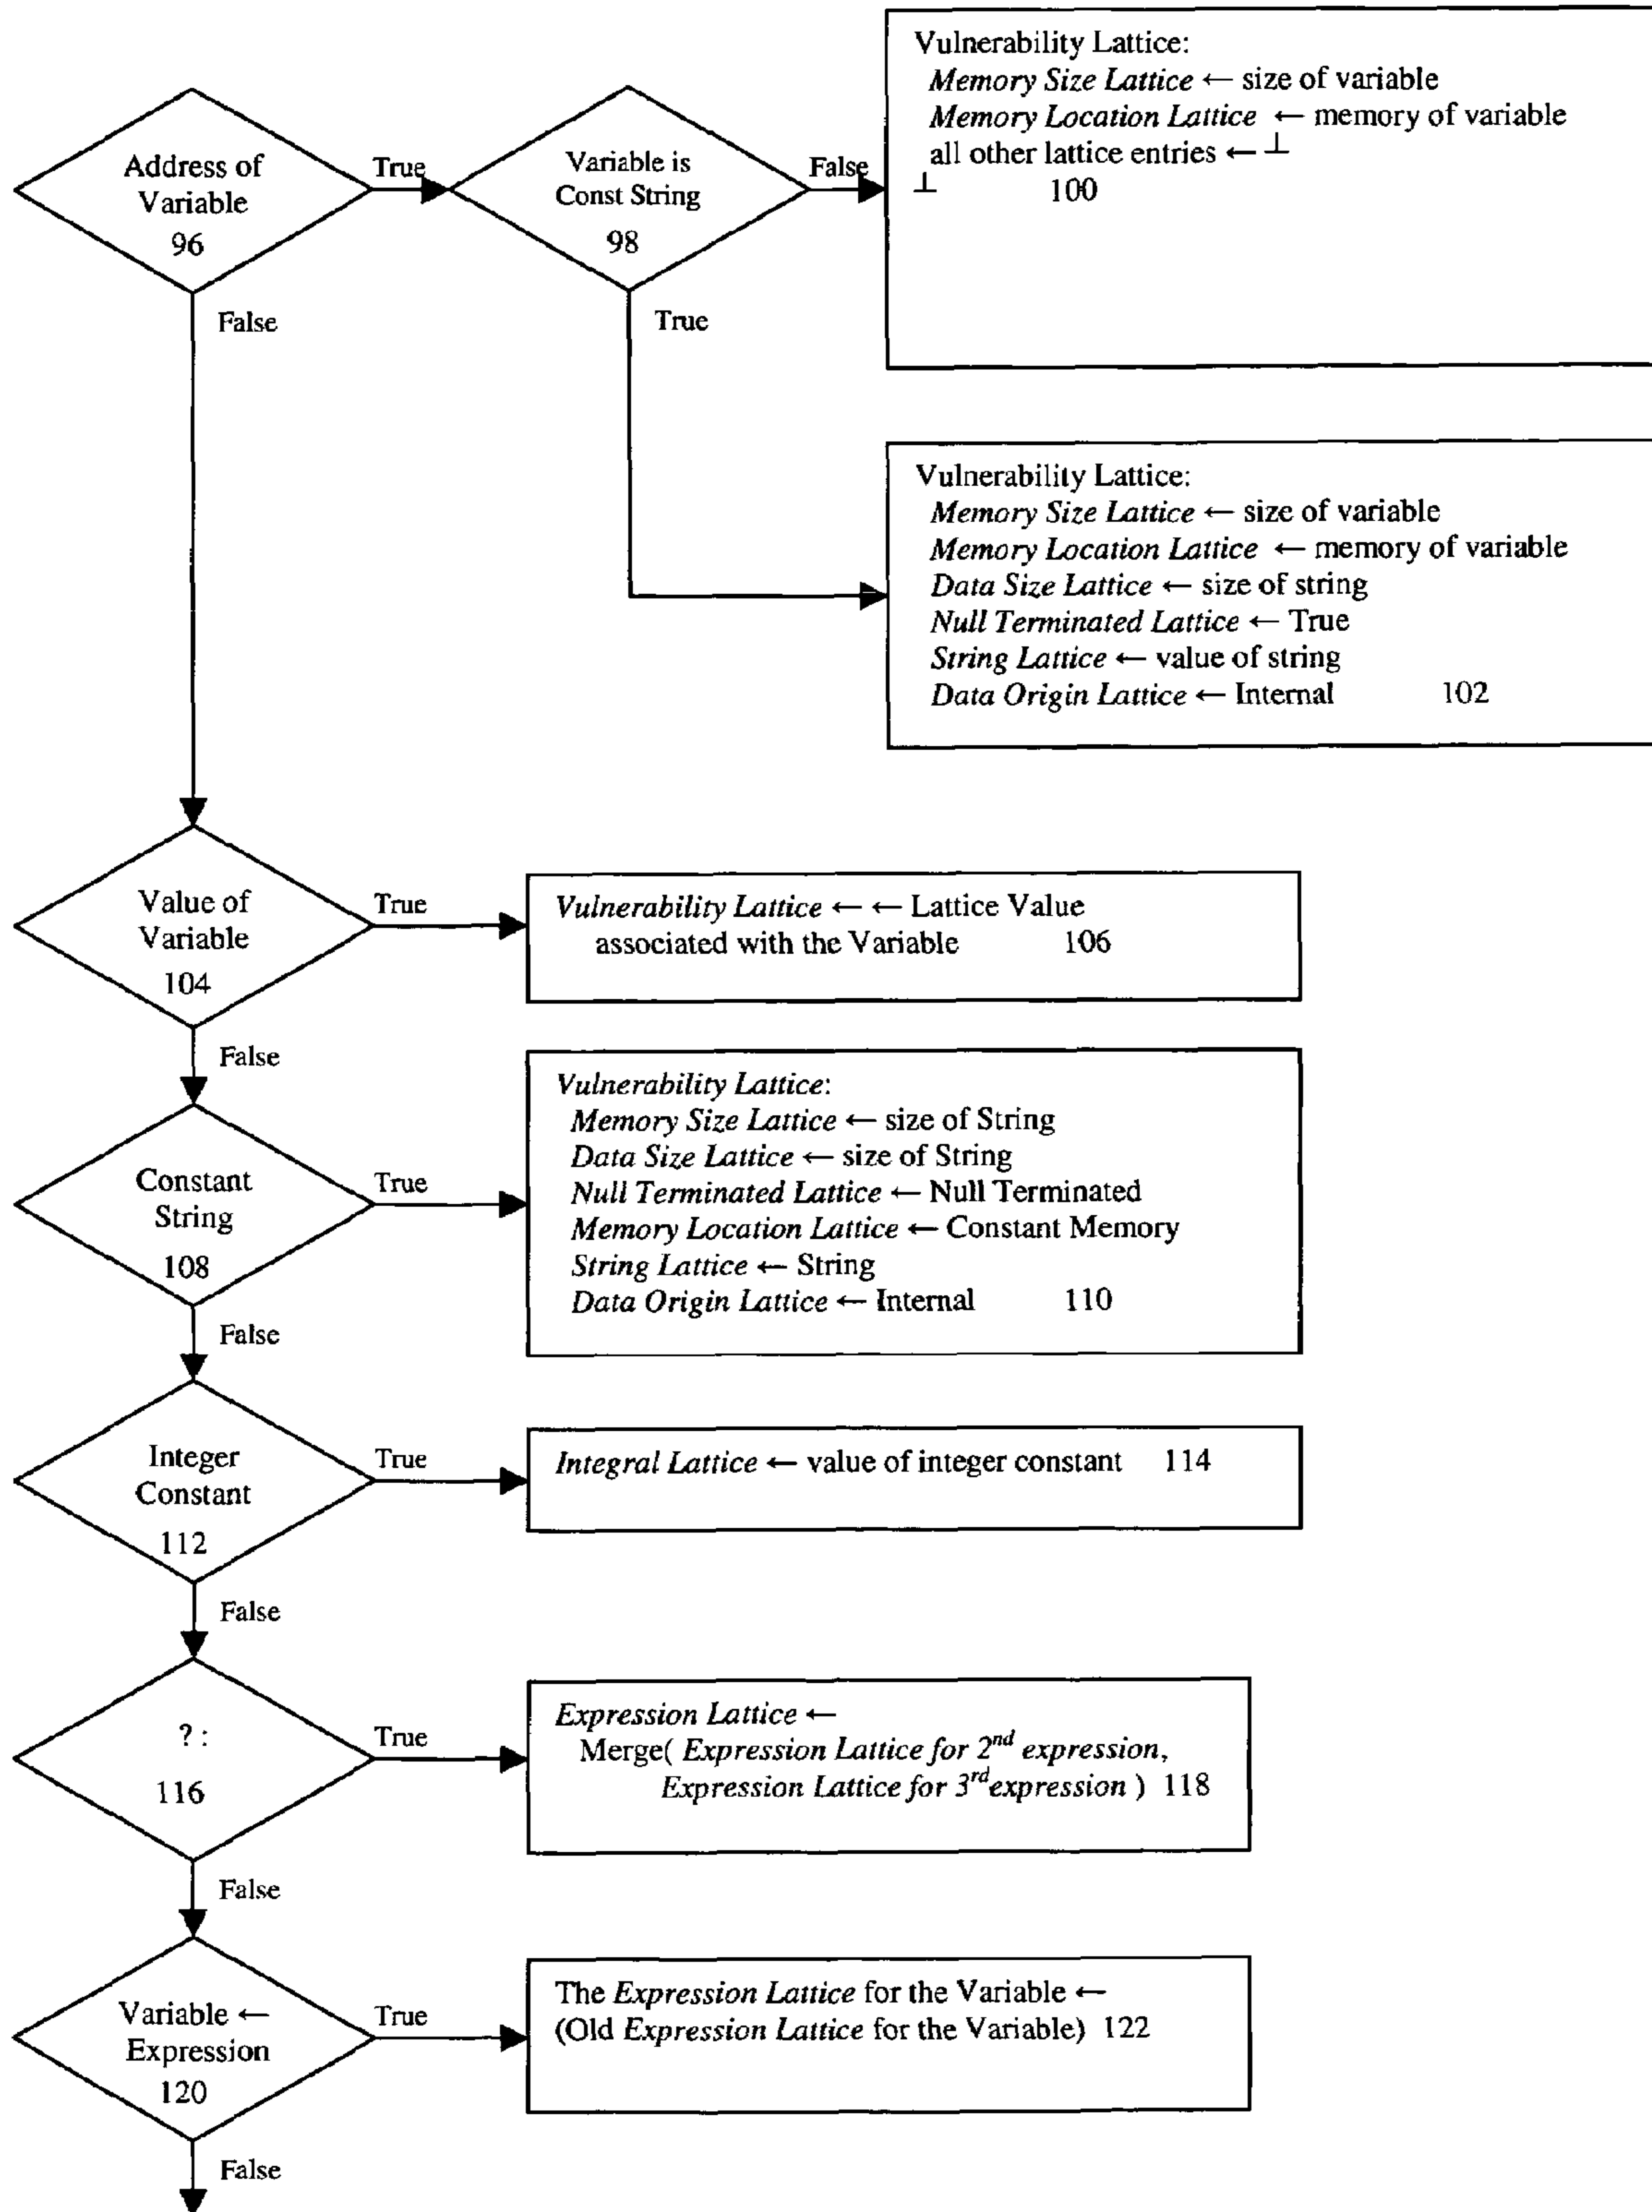 Address of
Variable
96
True
False
Variable is
Const String
98
False
True
Vulnerability Lattice:
Memory Size Lattice ← size of variable
Memory Location Lattice ← memory of variable
all other lattice entries ← ⊥
⊥ 100
Vulnerability Lattice:
Memory Size Lattice ← size of variable
Memory Location Lattice ← memory of variable
Data Size Lattice ← size of string
Null Terminated Lattice ← True
String Lattice ← value of string
Data Origin Lattice ← Internal 102
Value of
Variable
104
True
False
Vulnerability Lattice ← ← Lattice Value
associated with the Variable 106
Constant
String
108
True
False
Vulnerability Lattice:
Memory Size Lattice ← size of String
Data Size Lattice ← size of String
Null Terminated Lattice ← Null Terminated
Memory Location Lattice ← Constant Memory
String Lattice ← String
Data Origin Lattice ← Internal 110
Integer
Constant
112
True
False
Integral Lattice ← value of integer constant 114
? :
116
True
False
Expression Lattice ←
Merge( Expression Lattice for 2nd expression,
Expression Lattice for 3rd expression ) 118
Variable ←
Expression
120
True
False
The Expression Lattice for the Variable ←
(Old Expression Lattice for the Variable) 122